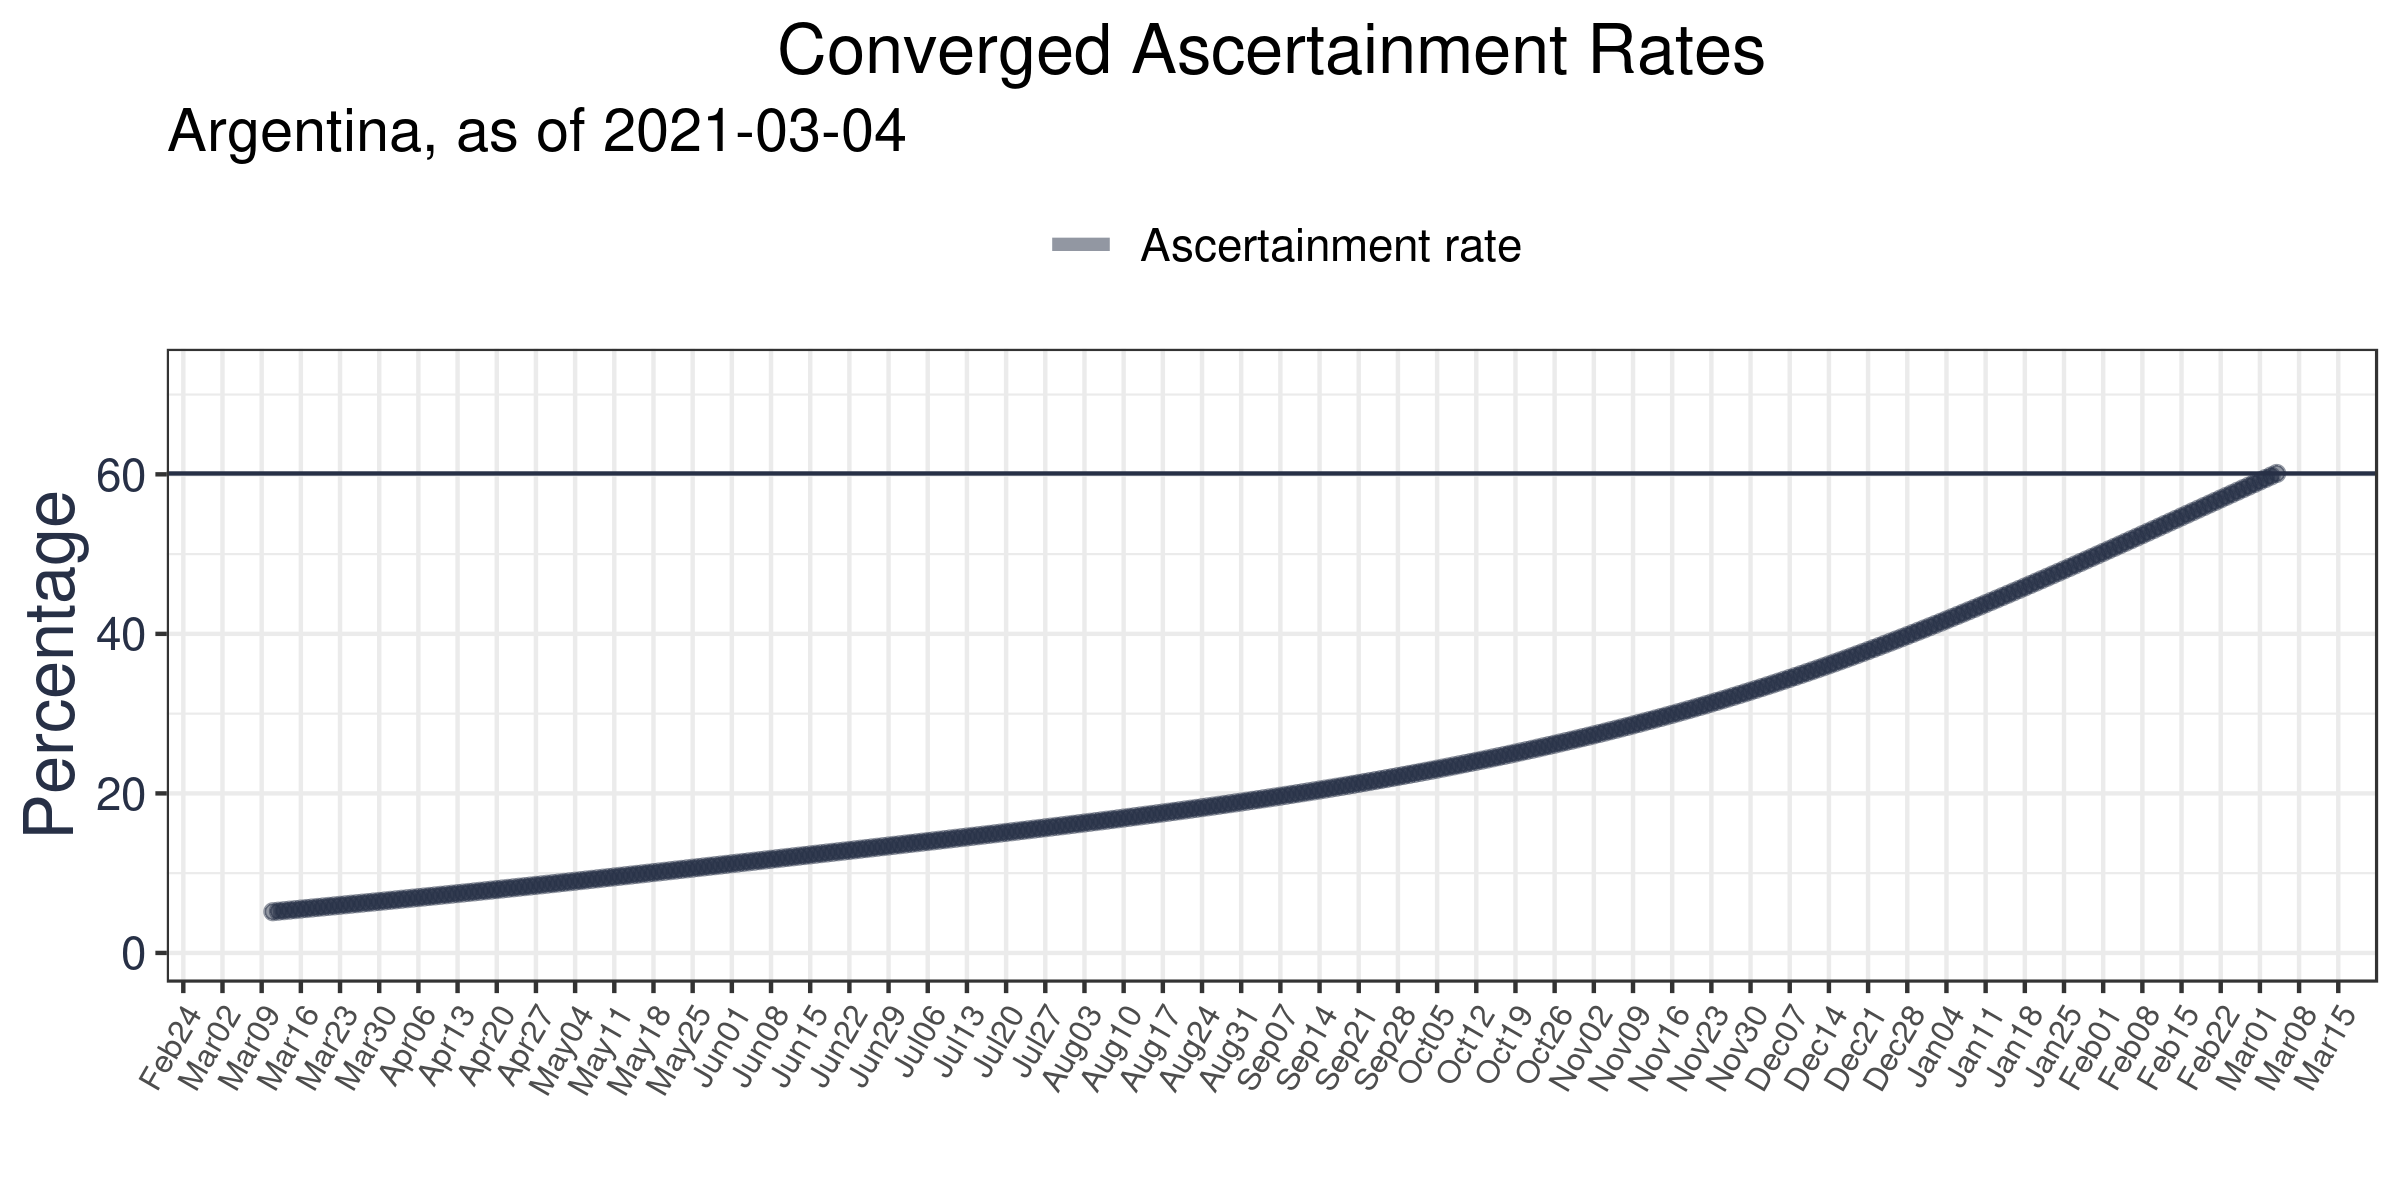 Converged Ascertainment Rates
Argentina, as of 2021-03-04
Ascertainment rate
Percentage
60
40
20
0
Feb24
Mar02
Mar09
Mar16
Mar23
Mar30
Apr06
Apr13
Apr20
Apr27
May04
May11
May18
May25
Jun01
Jun08
Jun15
Jun22
Jun29
Jul06
Jul13
Jul20
Jul27
Aug03
Aug10
Aug17
Aug24
Aug31
Sep07
Sep14
Sep21
Sep28
Oct05
Oct12
Oct19
Oct26
Nov02
Nov09
Nov16
Nov23
Nov30
Dec07
Dec14
Dec21
Dec28
Jan04
Jan11
Jan18
Jan25
Feb01
Feb08
Feb15
Feb22
Mar01
Mar08
Mar15